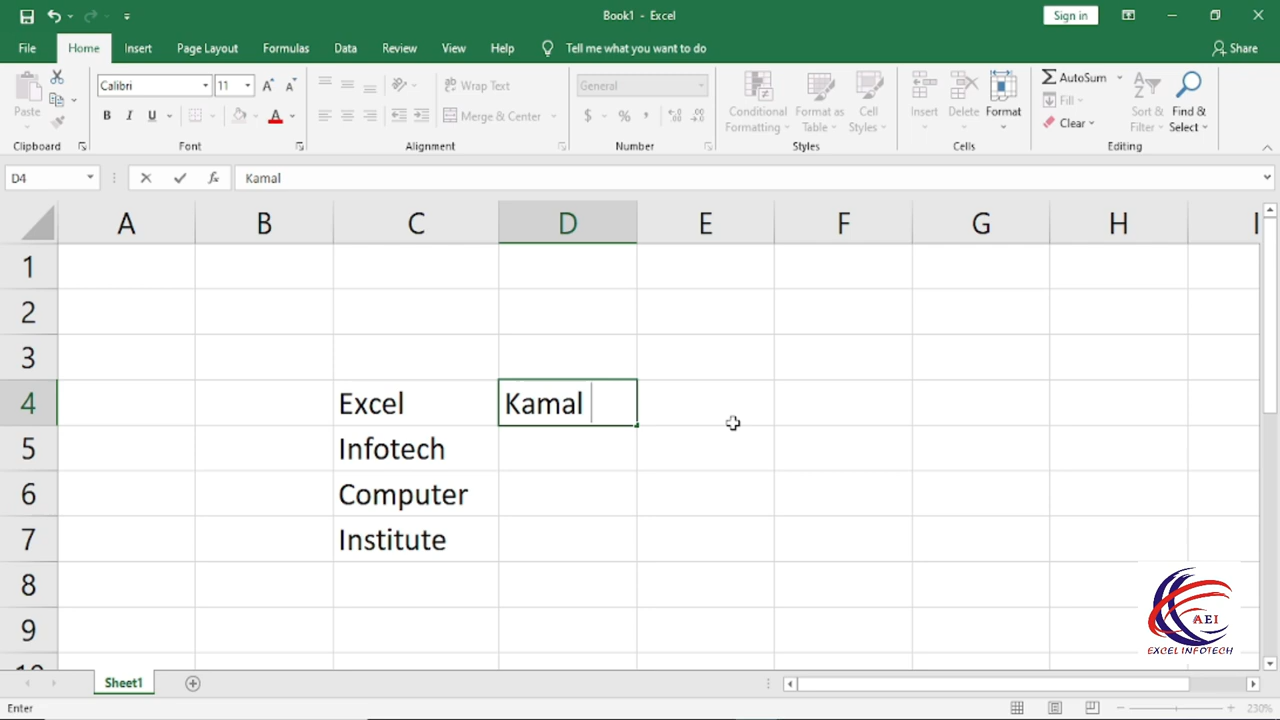 Book1 - Excel
Sign in
File Home Insert Page Layout Formulas Data Review View Help Tell me what you want to do Share
Paste
Clipboard
Calibri 11
B I U A
Font
Wrap Text
Merge & Center
Alignment
General
$ % ,
Number
Conditional Formatting
Format as Table
Cell Styles
Styles
Insert Delete Format
Cells
AutoSum
Fill
Clear
Sort & Filter
Find & Select
Editing
D4 fx Kamal
A B C D E F G H I
1
2
3
4 Excel Kamal
5 Infotech
6 Computer
7 Institute
8
9
10
AEI
EXCEL INFOTECH
Sheet1
Enter 230%